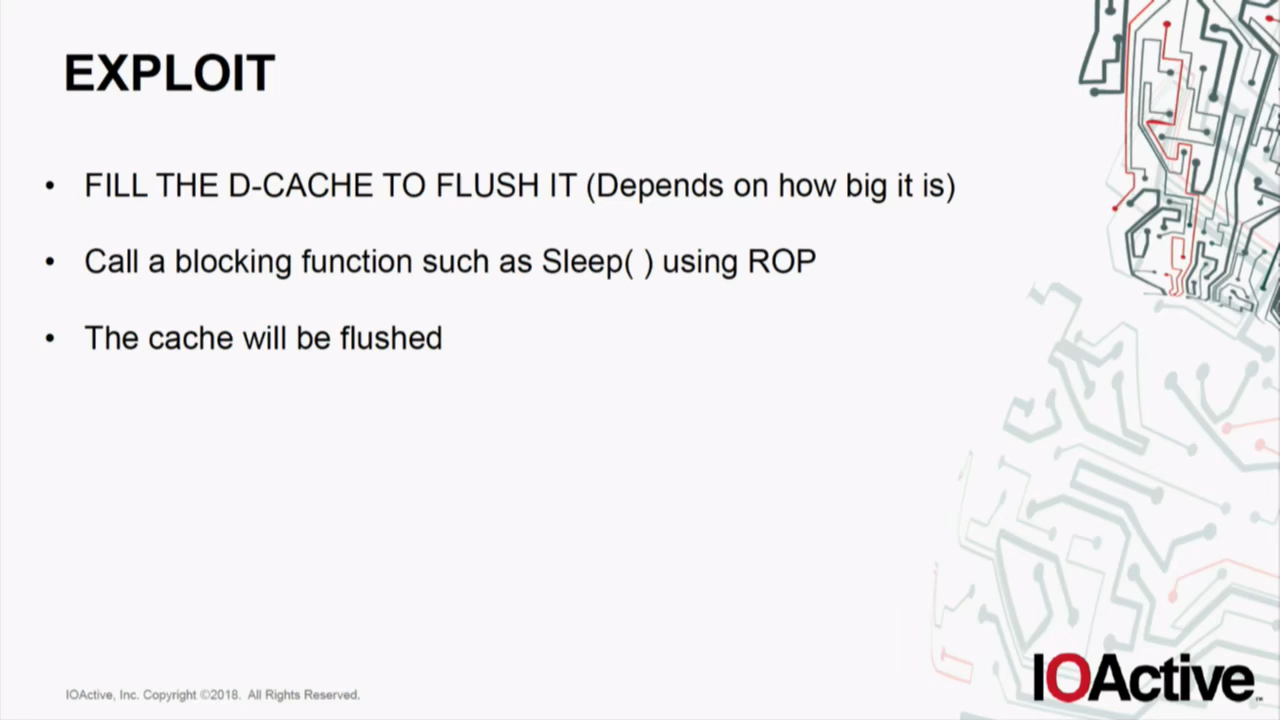 EXPLOIT
• FILL THE D-CACHE TO FLUSH IT (Depends on how big it is)
• Call a blocking function such as Sleep( ) using ROP
• The cache will be flushed
IOActive, Inc. Copyright ©2018. All Rights Reserved.
IOActive™